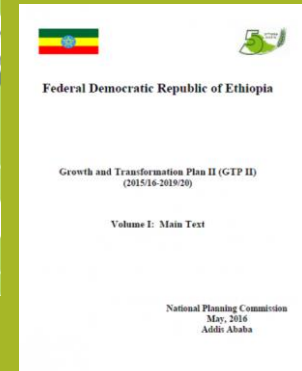 Federal Democratic Republic of Ethiopia
Growth and Transformation Plan II (GTP II)
(2015/16-2019/20)
Volume I: Main Text
National Planning Commission
May, 2016
Addis Ababa